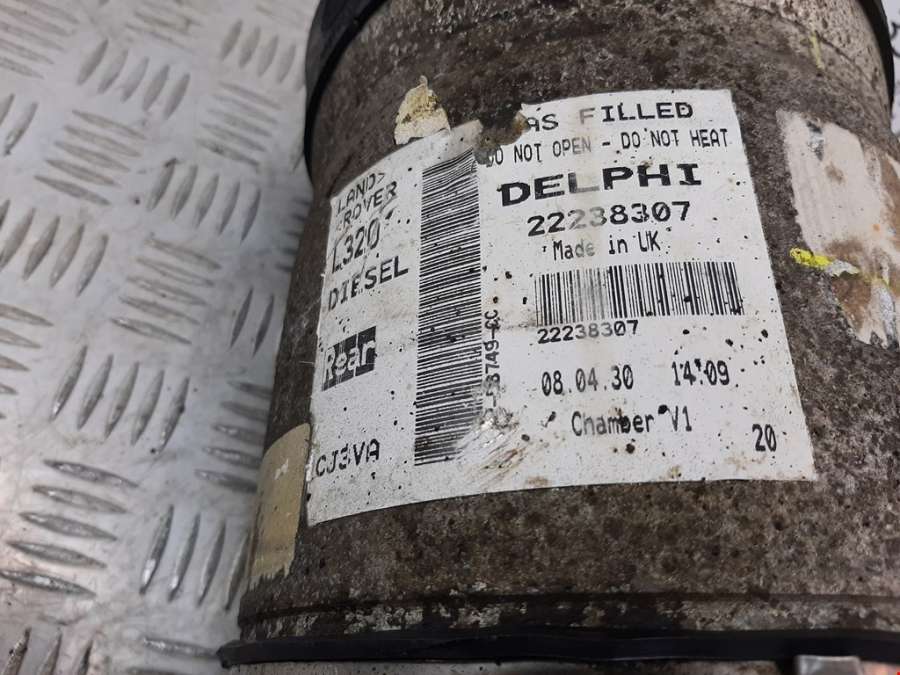 LAND>
ROVER
L320
DIESEL
Rear
CJ3VA
AS FILLED
DO NOT OPEN - DO NOT HEAT
DELPHI
22238307
Made in UK
22238307
08.04.30 14:09
Chamber V1
20